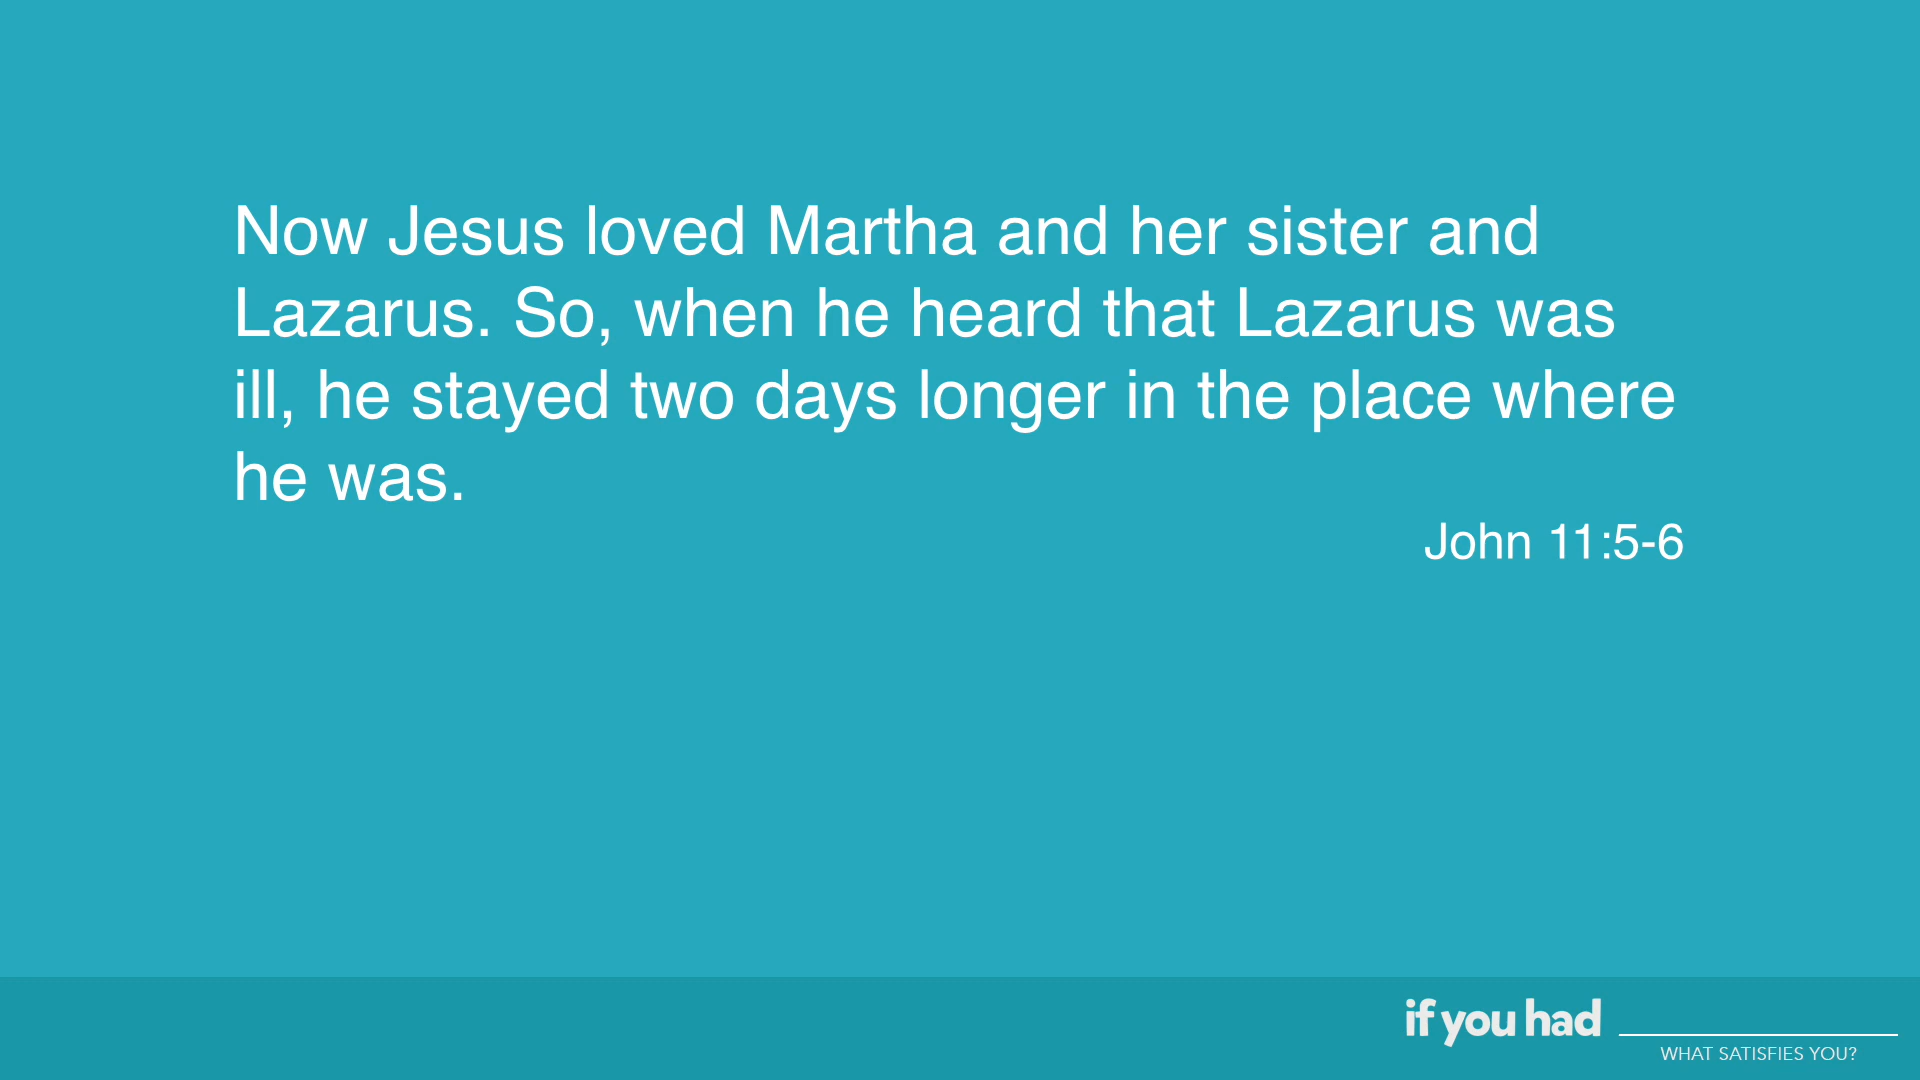 Now Jesus loved Martha and her sister and
Lazarus. So, when he heard that Lazarus was
ill, he stayed two days longer in the place where
he was.
John 11:5-6
if you had
WHAT SATISFIES YOU?